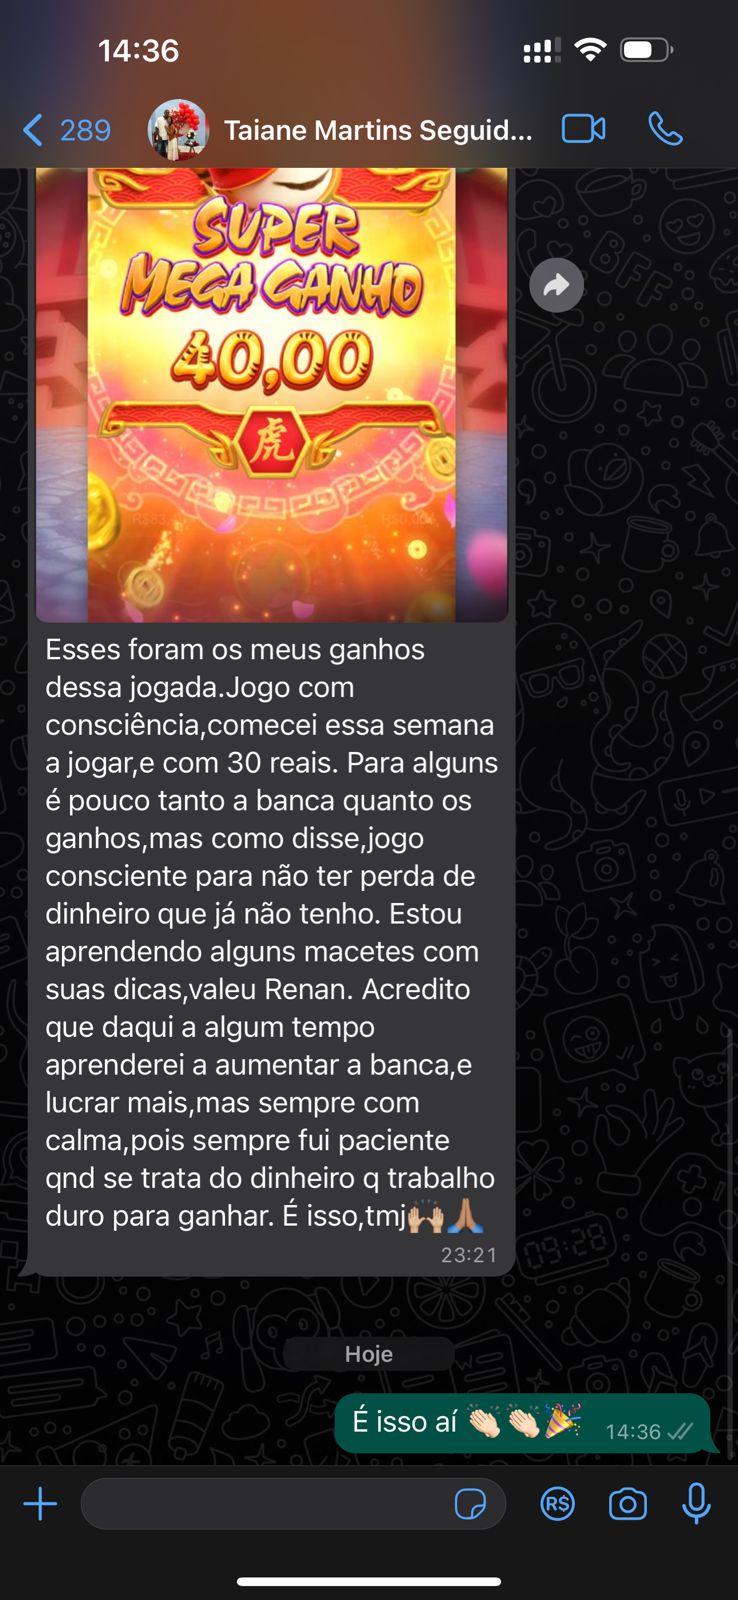 14:36
289
Taiane Martins Seguid...
SUPER
MEGA GANHO
40,00
虎
Esses foram os meus ganhos
dessa jogada.Jogo com
consciência,comecei essa semana
a jogar,e com 30 reais. Para alguns
é pouco tanto a banca quanto os
ganhos,mas como disse,jogo
consciente para não ter perda de
dinheiro que já não tenho. Estou
aprendendo alguns macetes com
suas dicas,valeu Renan. Acredito
que daqui a algum tempo
aprenderei a aumentar a banca,e
lucrar mais,mas sempre com
calma,pois sempre fui paciente
qnd se trata do dinheiro q trabalho
duro para ganhar. É isso,tmj🙌🏼🙏🏽
23:21
Hoje
É isso aí 👏🏻👏🏻🎉 14:36
R$
BFF
09:28